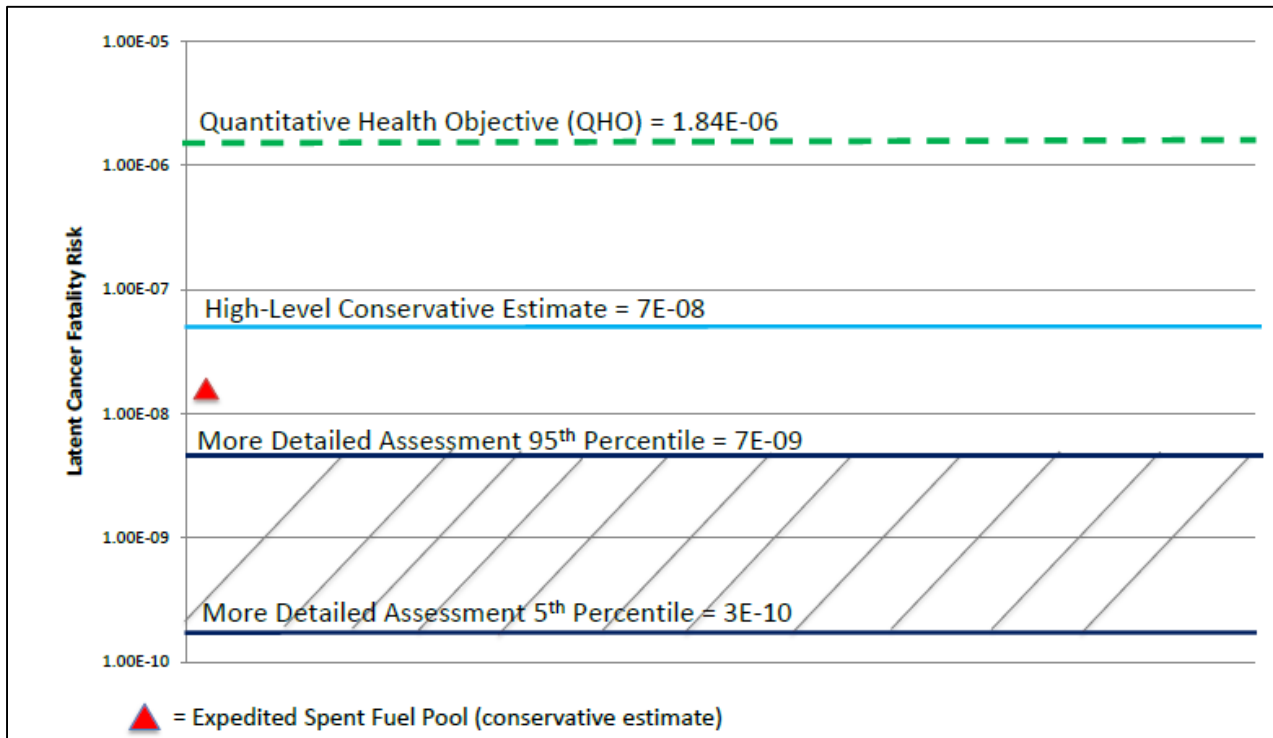 1.00E-05
Quantitative Health Objective (QHO) = 1.84E-06
1.00E-06
Latent Cancer Fatality Risk
1.00E-07
High-Level Conservative Estimate = 7E-08
1.00E-08
More Detailed Assessment 95th Percentile = 7E-09
1.00E-09
More Detailed Assessment 5th Percentile = 3E-10
1.00E-10
= Expedited Spent Fuel Pool (conservative estimate)